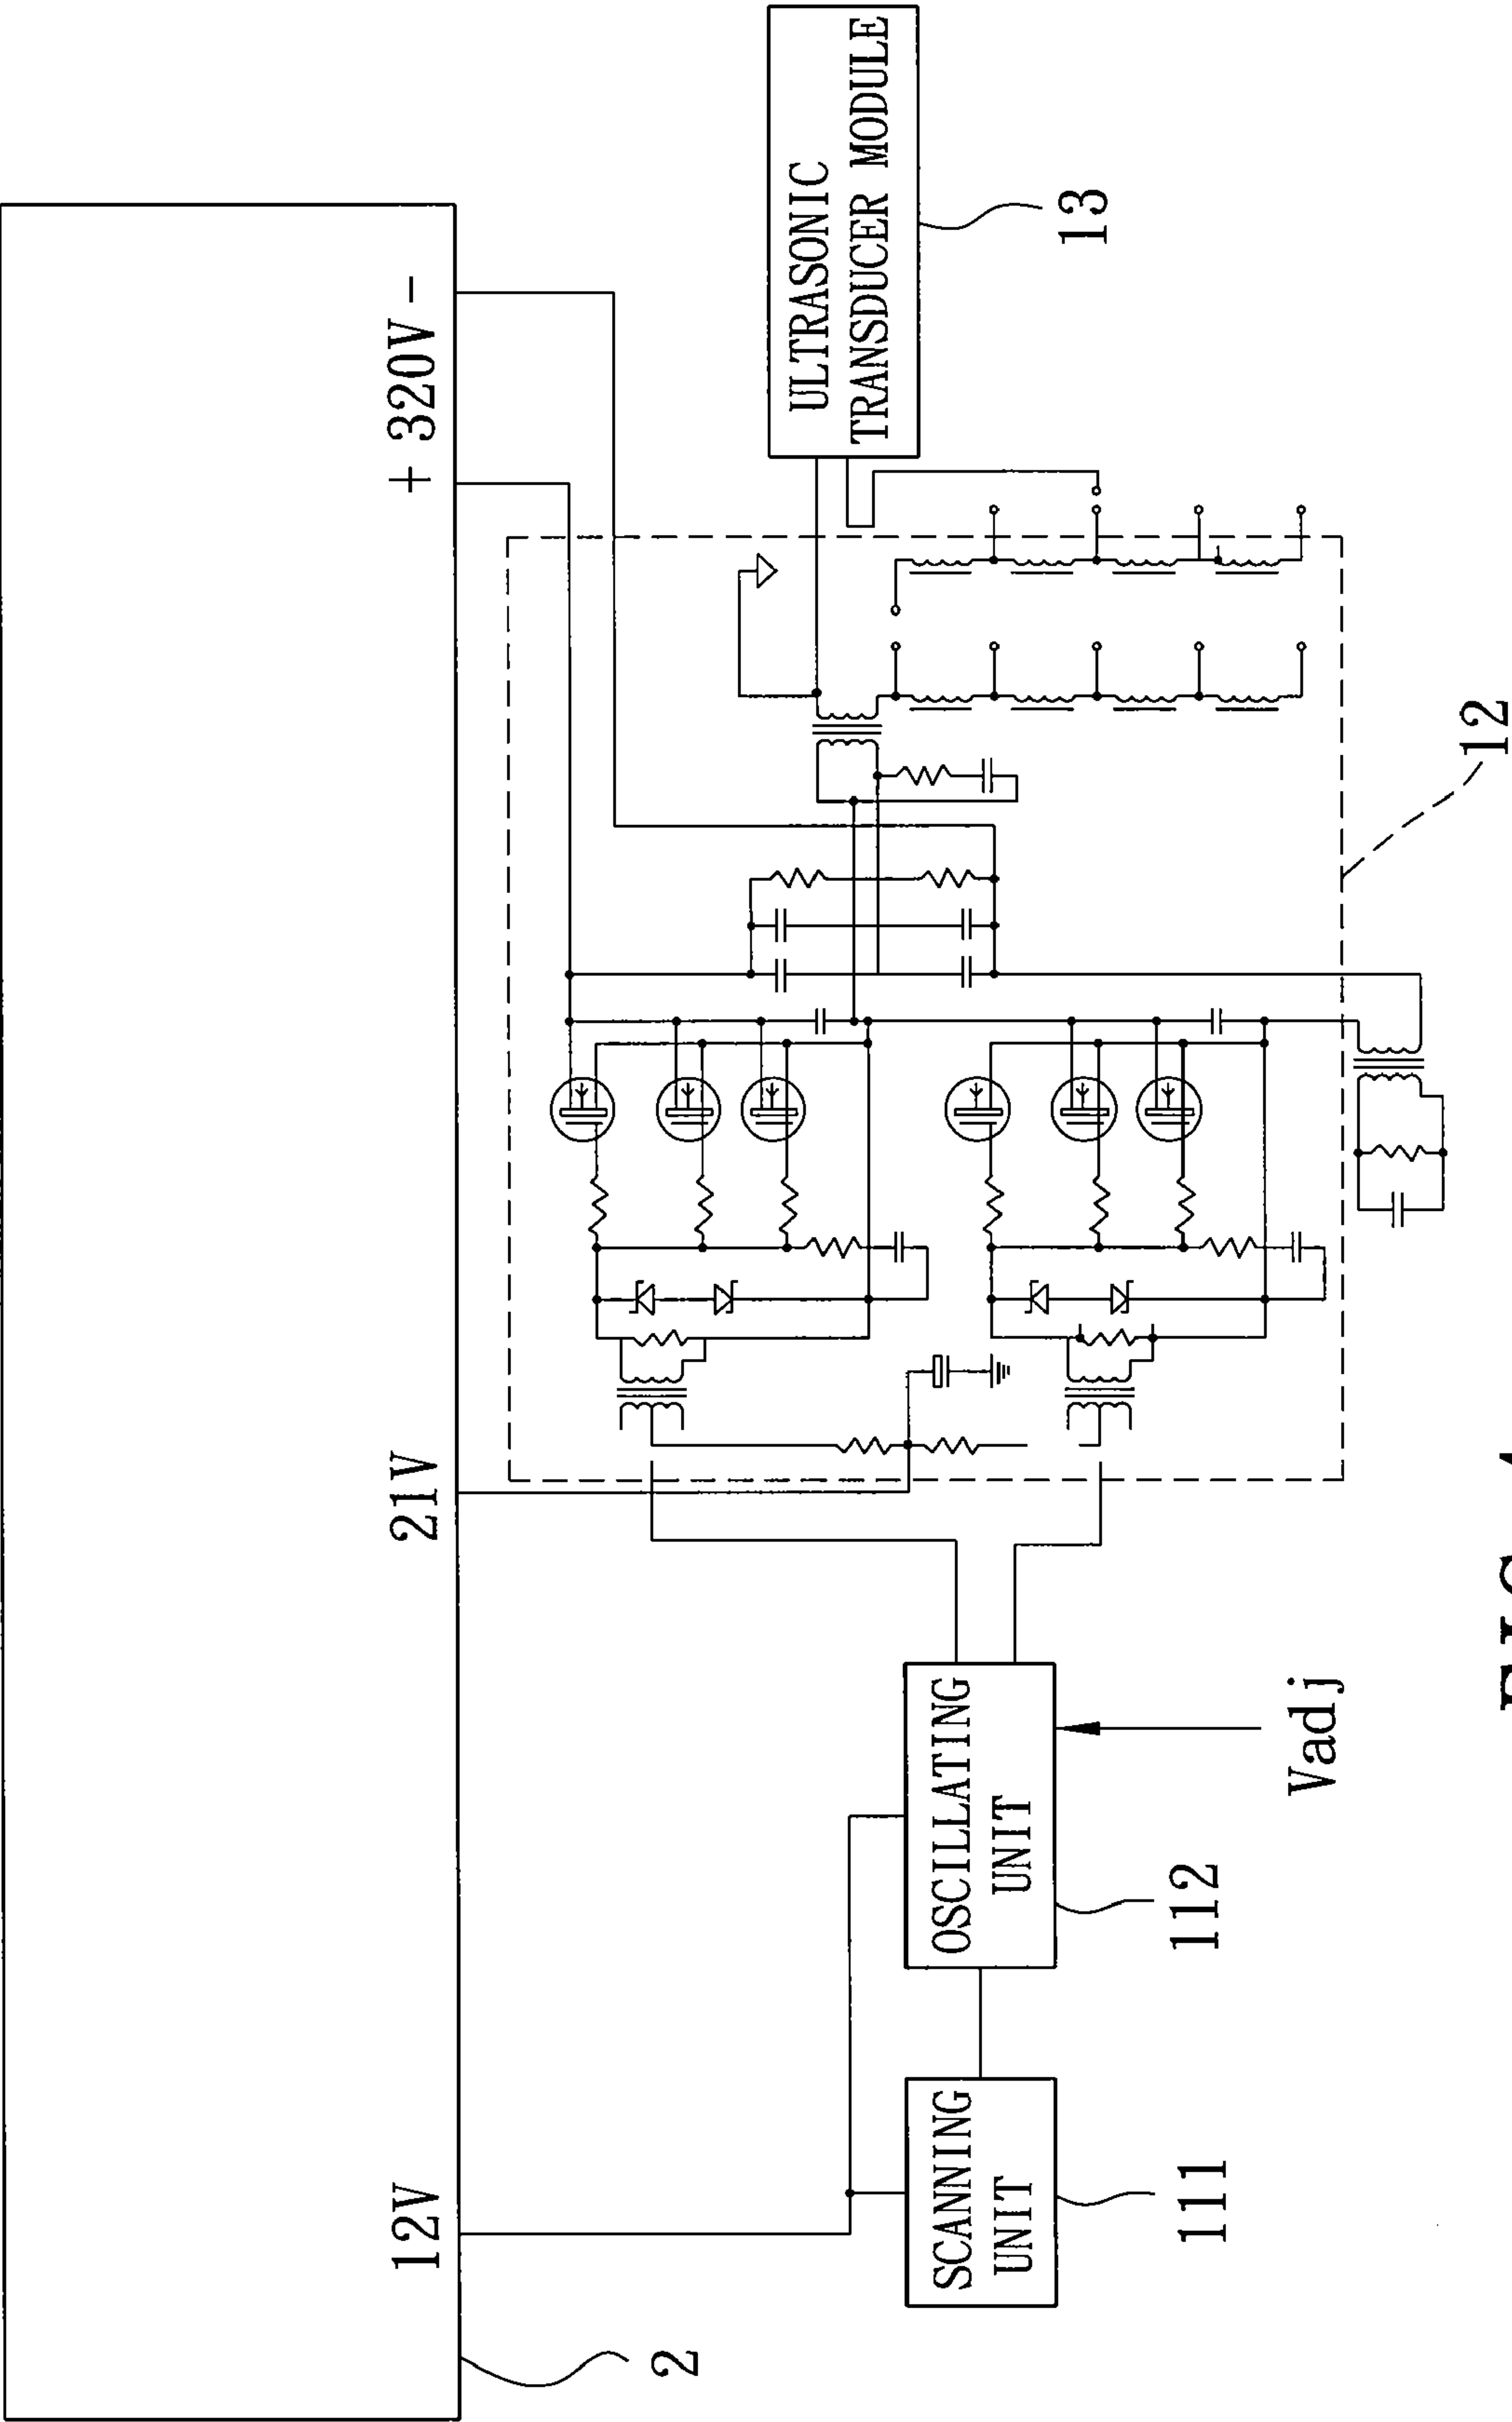 12V
21V
+ 320V -
2
ULTRASONIC
TRANSDUCER MODULE
13
12
SCANNING
UNIT
111
OSCILLATING
UNIT
112
Vadj